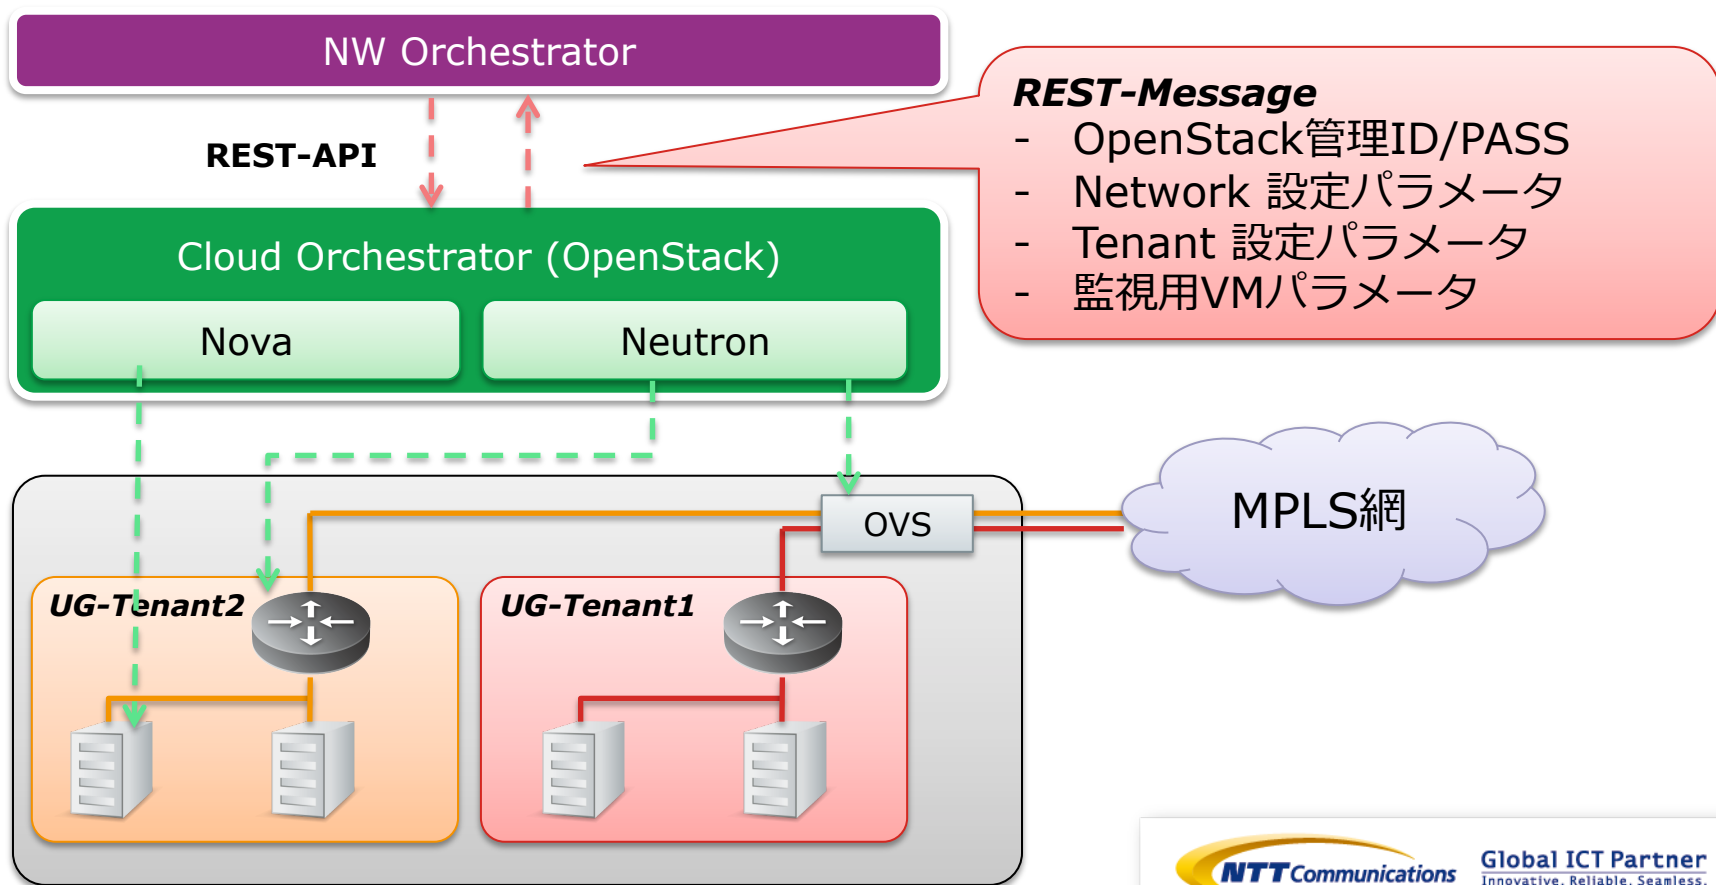 NW Orchestrator
REST-API
REST-Message
- OpenStack管理ID/PASS
- Network 設定パラメータ
- Tenant 設定パラメータ
- 監視用VMパラメータ
Cloud Orchestrator (OpenStack)
Nova
Neutron
OVS
MPLS網
UG-Tenant2
UG-Tenant1
NTT Communications
Global ICT Partner
Innovative. Reliable. Seamless.